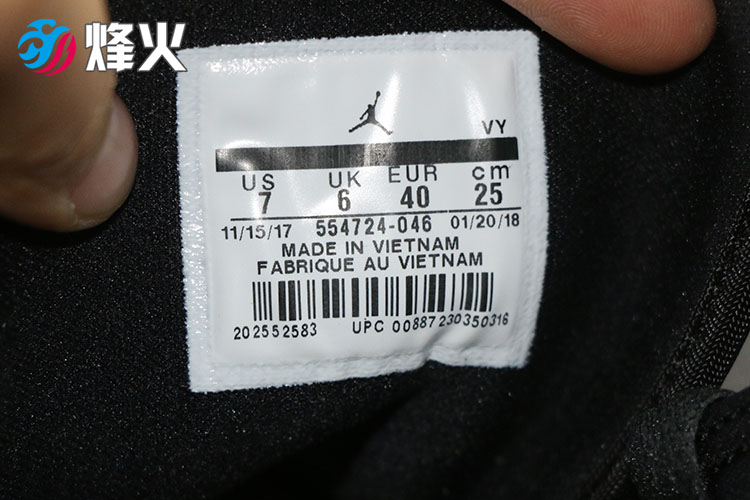 烽火
VY
US UK EUR cm
7 6 40 25
11/15/17 554724-046 01/20/18
MADE IN VIETNAM
FABRIQUE AU VIETNAM
202552583 UPC 00887230350316